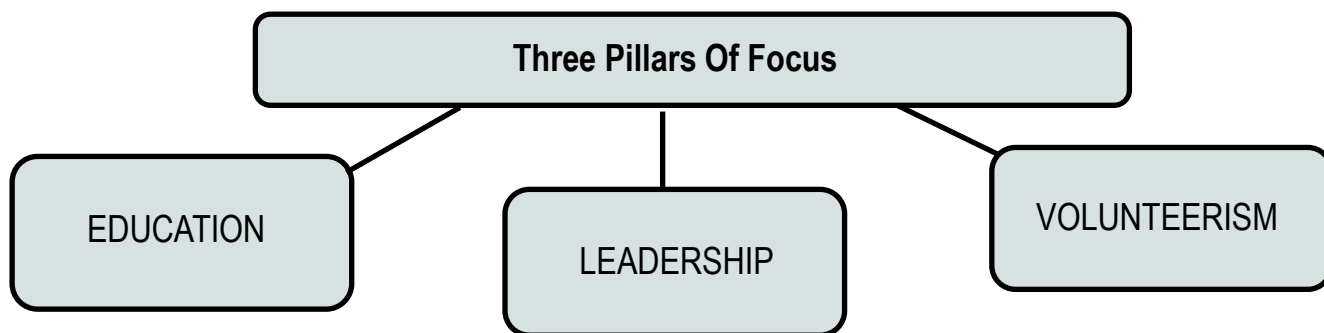 Three Pillars Of Focus
EDUCATION
LEADERSHIP
VOLUNTEERISM